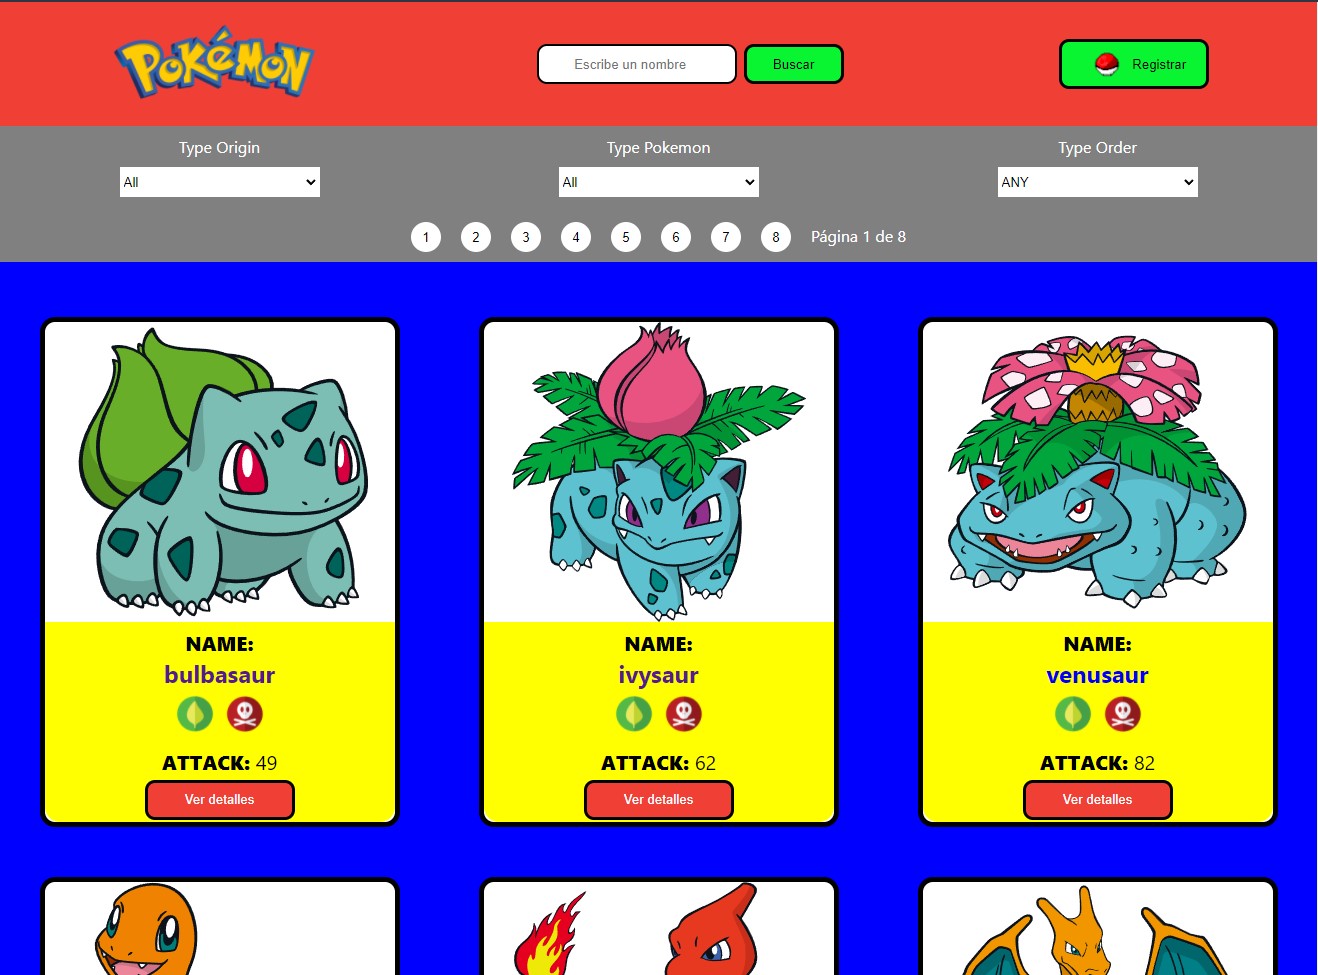 Pokémon
Escribe un nombre
Buscar
Registrar
Type Origin
Type Pokemon
Type Order
All
All
ANY
1 2 3 4 5 6 7 8 Página 1 de 8
NAME:
bulbasaur
ATTACK: 49
Ver detalles
NAME:
ivysaur
ATTACK: 62
Ver detalles
NAME:
venusaur
ATTACK: 82
Ver detalles